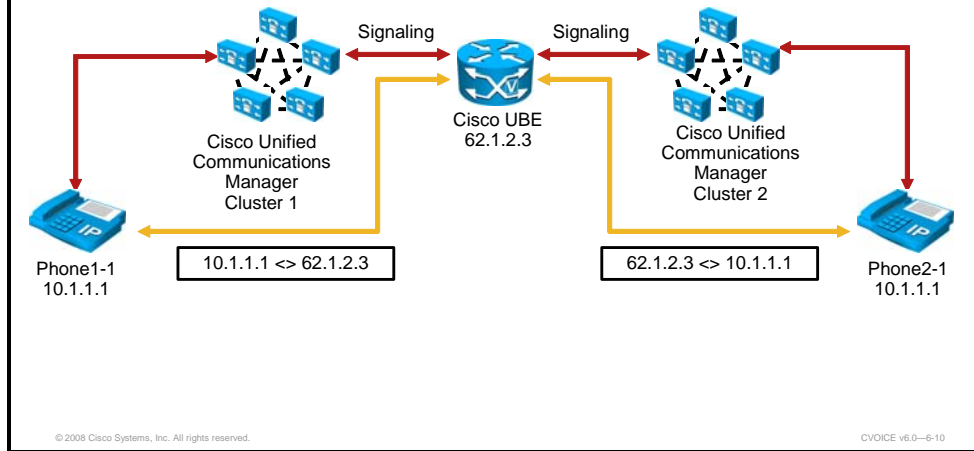 Signaling
Signaling
Cisco UBE
62.1.2.3
Cisco Unified
Communications
Manager
Cluster 1
Cisco Unified
Communications
Manager
Cluster 2
V
IP
IP
10.1.1.1 <> 62.1.2.3
62.1.2.3 <> 10.1.1.1
Phone1-1
10.1.1.1
Phone2-1
10.1.1.1
© 2008 Cisco Systems, Inc. All rights reserved.
CVOICE v6.0—6-10